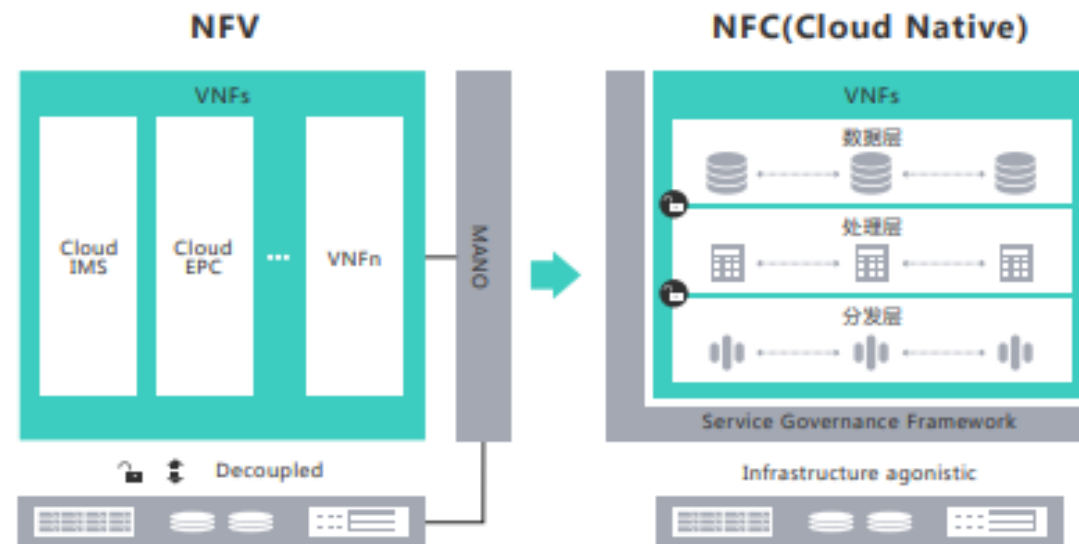 NFV
NFC(Cloud Native)
VNFs
Cloud
IMS
Cloud
EPC
...
VNFn
MANO
Decoupled
VNFs
数据层
处理层
分发层
Service Governance Framework
Infrastructure agonistic